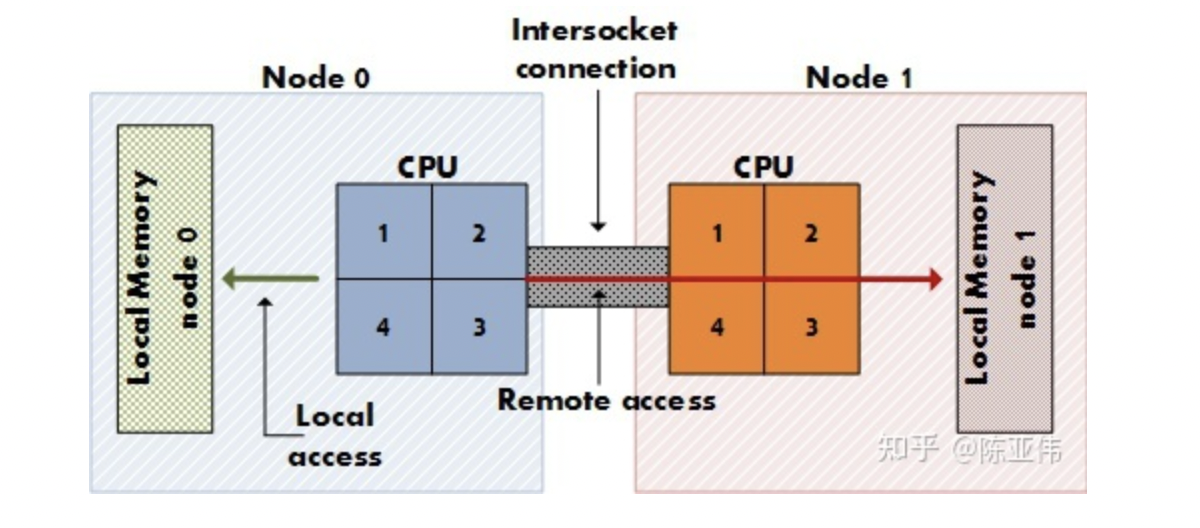 Intersocket
connection
Node 0
Node 1
CPU
CPU
Local Memory
node 0
1
2
4
3
1
2
4
3
Local Memory
node 1
Local
access
Remote access
知乎 @陈亚伟